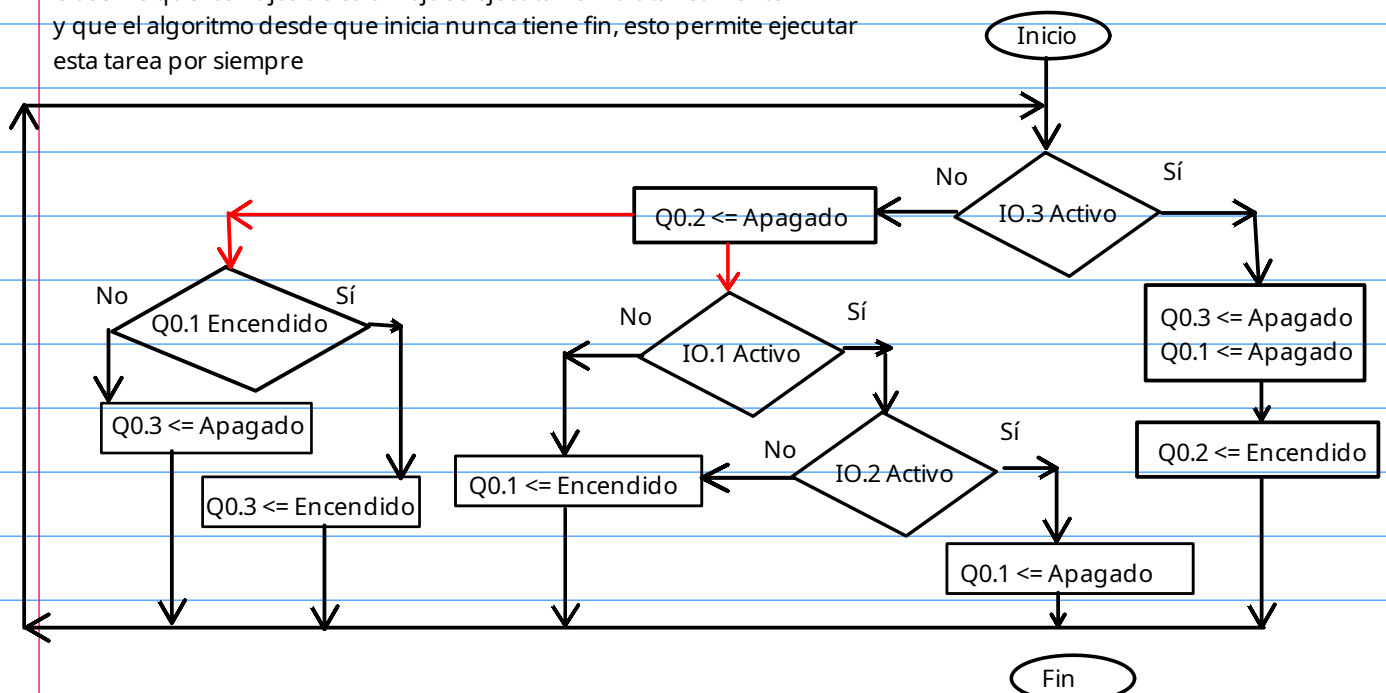 y que el algoritmo desde que inicia nunca tiene fin, esto permite ejecutar
esta tarea por siempre
Inicio
No
IO.3 Activo
Sí
Q0.2 <= Apagado
No
Q0.1 Encendido
Sí
No
IO.1 Activo
Sí
Q0.3 <= Apagado
Q0.1 <= Apagado
Q0.3 <= Apagado
Q0.3 <= Encendido
Q0.1 <= Encendido
No
IO.2 Activo
Sí
Q0.2 <= Encendido
Q0.1 <= Apagado
Fin